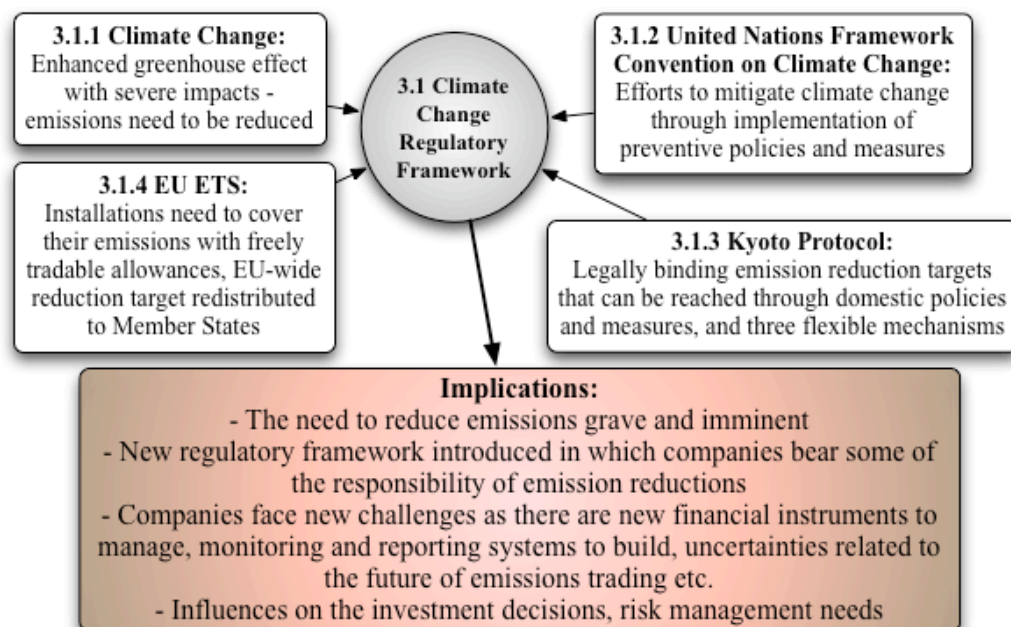 3.1.1 Climate Change:
Enhanced greenhouse effect
with severe impacts -
emissions need to be reduced
3.1 Climate
Change
Regulatory
Framework
3.1.2 United Nations Framework
Convention on Climate Change:
Efforts to mitigate climate change
through implementation of
preventive policies and measures
3.1.4 EU ETS:
Installations need to cover
their emissions with freely
tradable allowances, EU-wide
reduction target redistributed
to Member States
3.1.3 Kyoto Protocol:
Legally binding emission reduction targets
that can be reached through domestic policies
and measures, and three flexible mechanisms
Implications:
- The need to reduce emissions grave and imminent
- New regulatory framework introduced in which companies bear some of
the responsibility of emission reductions
- Companies face new challenges as there are new financial instruments to
manage, monitoring and reporting systems to build, uncertainties related to
the future of emissions trading etc.
- Influences on the investment decisions, risk management needs